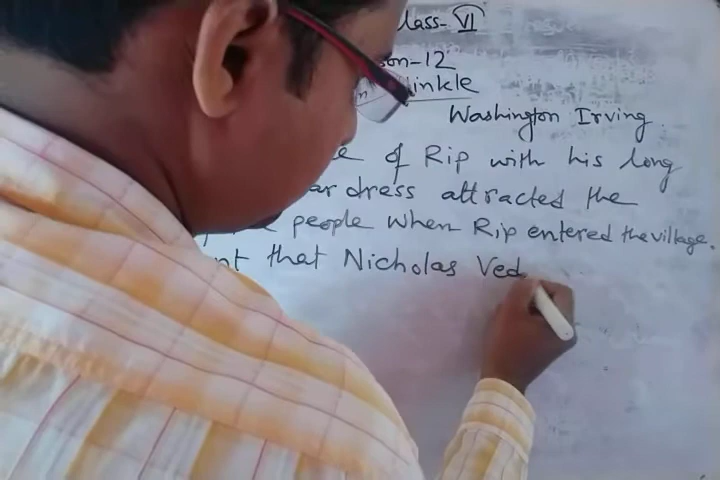 lass-VI
son-12
inkle
Washington Irving
e of Rip with his long
ar dress attracted the
people when Rip entered the village.
nt that Nicholas Ved